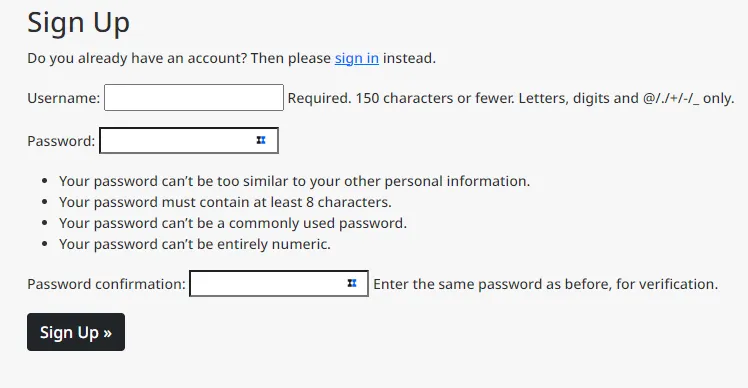 Sign Up
Do you already have an account? Then please sign in instead.
Username: Required. 150 characters or fewer. Letters, digits and @/./+/-/_ only.
Password:
• Your password can’t be too similar to your other personal information.
• Your password must contain at least 8 characters.
• Your password can’t be a commonly used password.
• Your password can’t be entirely numeric.
Password confirmation: Enter the same password as before, for verification.
Sign Up »